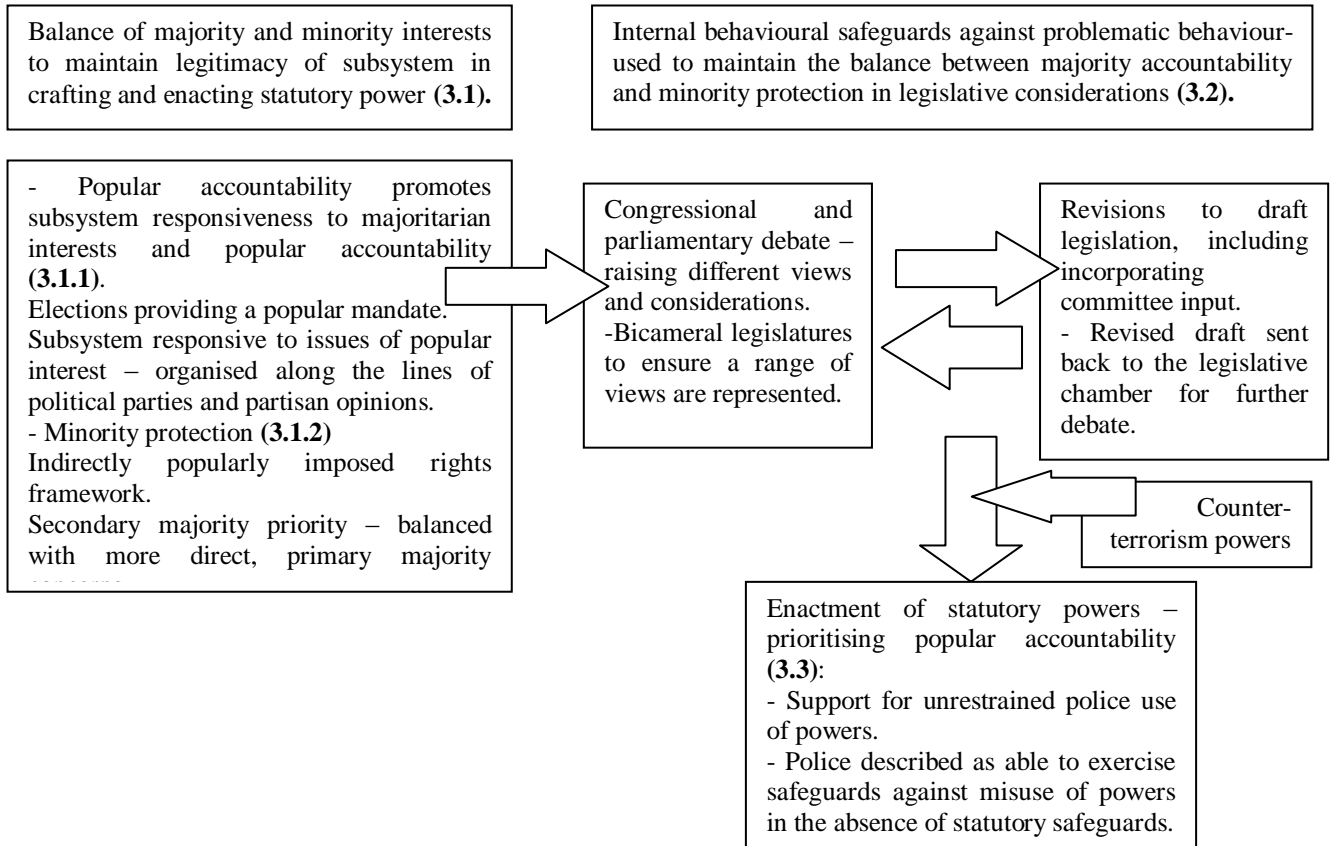 Balance of majority and minority interests
to maintain legitimacy of subsystem in
crafting and enacting statutory power (3.1).
Internal behavioural safeguards against problematic behaviour-
used to maintain the balance between majority accountability
and minority protection in legislative considerations (3.2).
- Popular accountability promotes
subsystem responsiveness to majoritarian
interests and popular accountability
(3.1.1).
Elections providing a popular mandate.
Subsystem responsive to issues of popular
interest – organised along the lines of
political parties and partisan opinions.
- Minority protection (3.1.2)
Indirectly popularly imposed rights
framework.
Secondary majority priority – balanced
with more direct, primary majority
Congressional and
parliamentary debate –
raising different views
and considerations.
-Bicameral legislatures
to ensure a range of
views are represented.
Revisions to draft
legislation, including
incorporating
committee input.
- Revised draft sent
back to the legislative
chamber for further
debate.
Counter-
terrorism powers
Enactment of statutory powers –
prioritising popular accountability
(3.3):
- Support for unrestrained police use
of powers.
- Police described as able to exercise
safeguards against misuse of powers
in the absence of statutory safeguards.